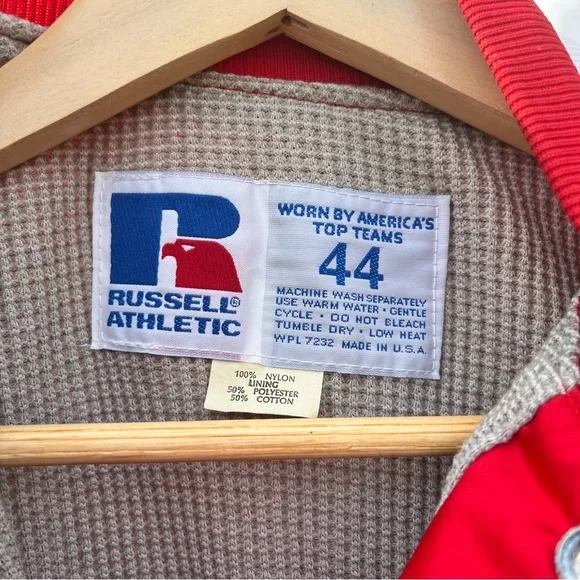 RUSSELL ®
ATHLETIC
WORN BY AMERICA'S
TOP TEAMS
44
MACHINE WASH SEPARATELY
USE WARM WATER • GENTLE
CYCLE • DO NOT BLEACH
TUMBLE DRY • LOW HEAT
WPL 7232 MADE IN U.S.A.
100% NYLON
LINING
50% POLYESTER
50% COTTON